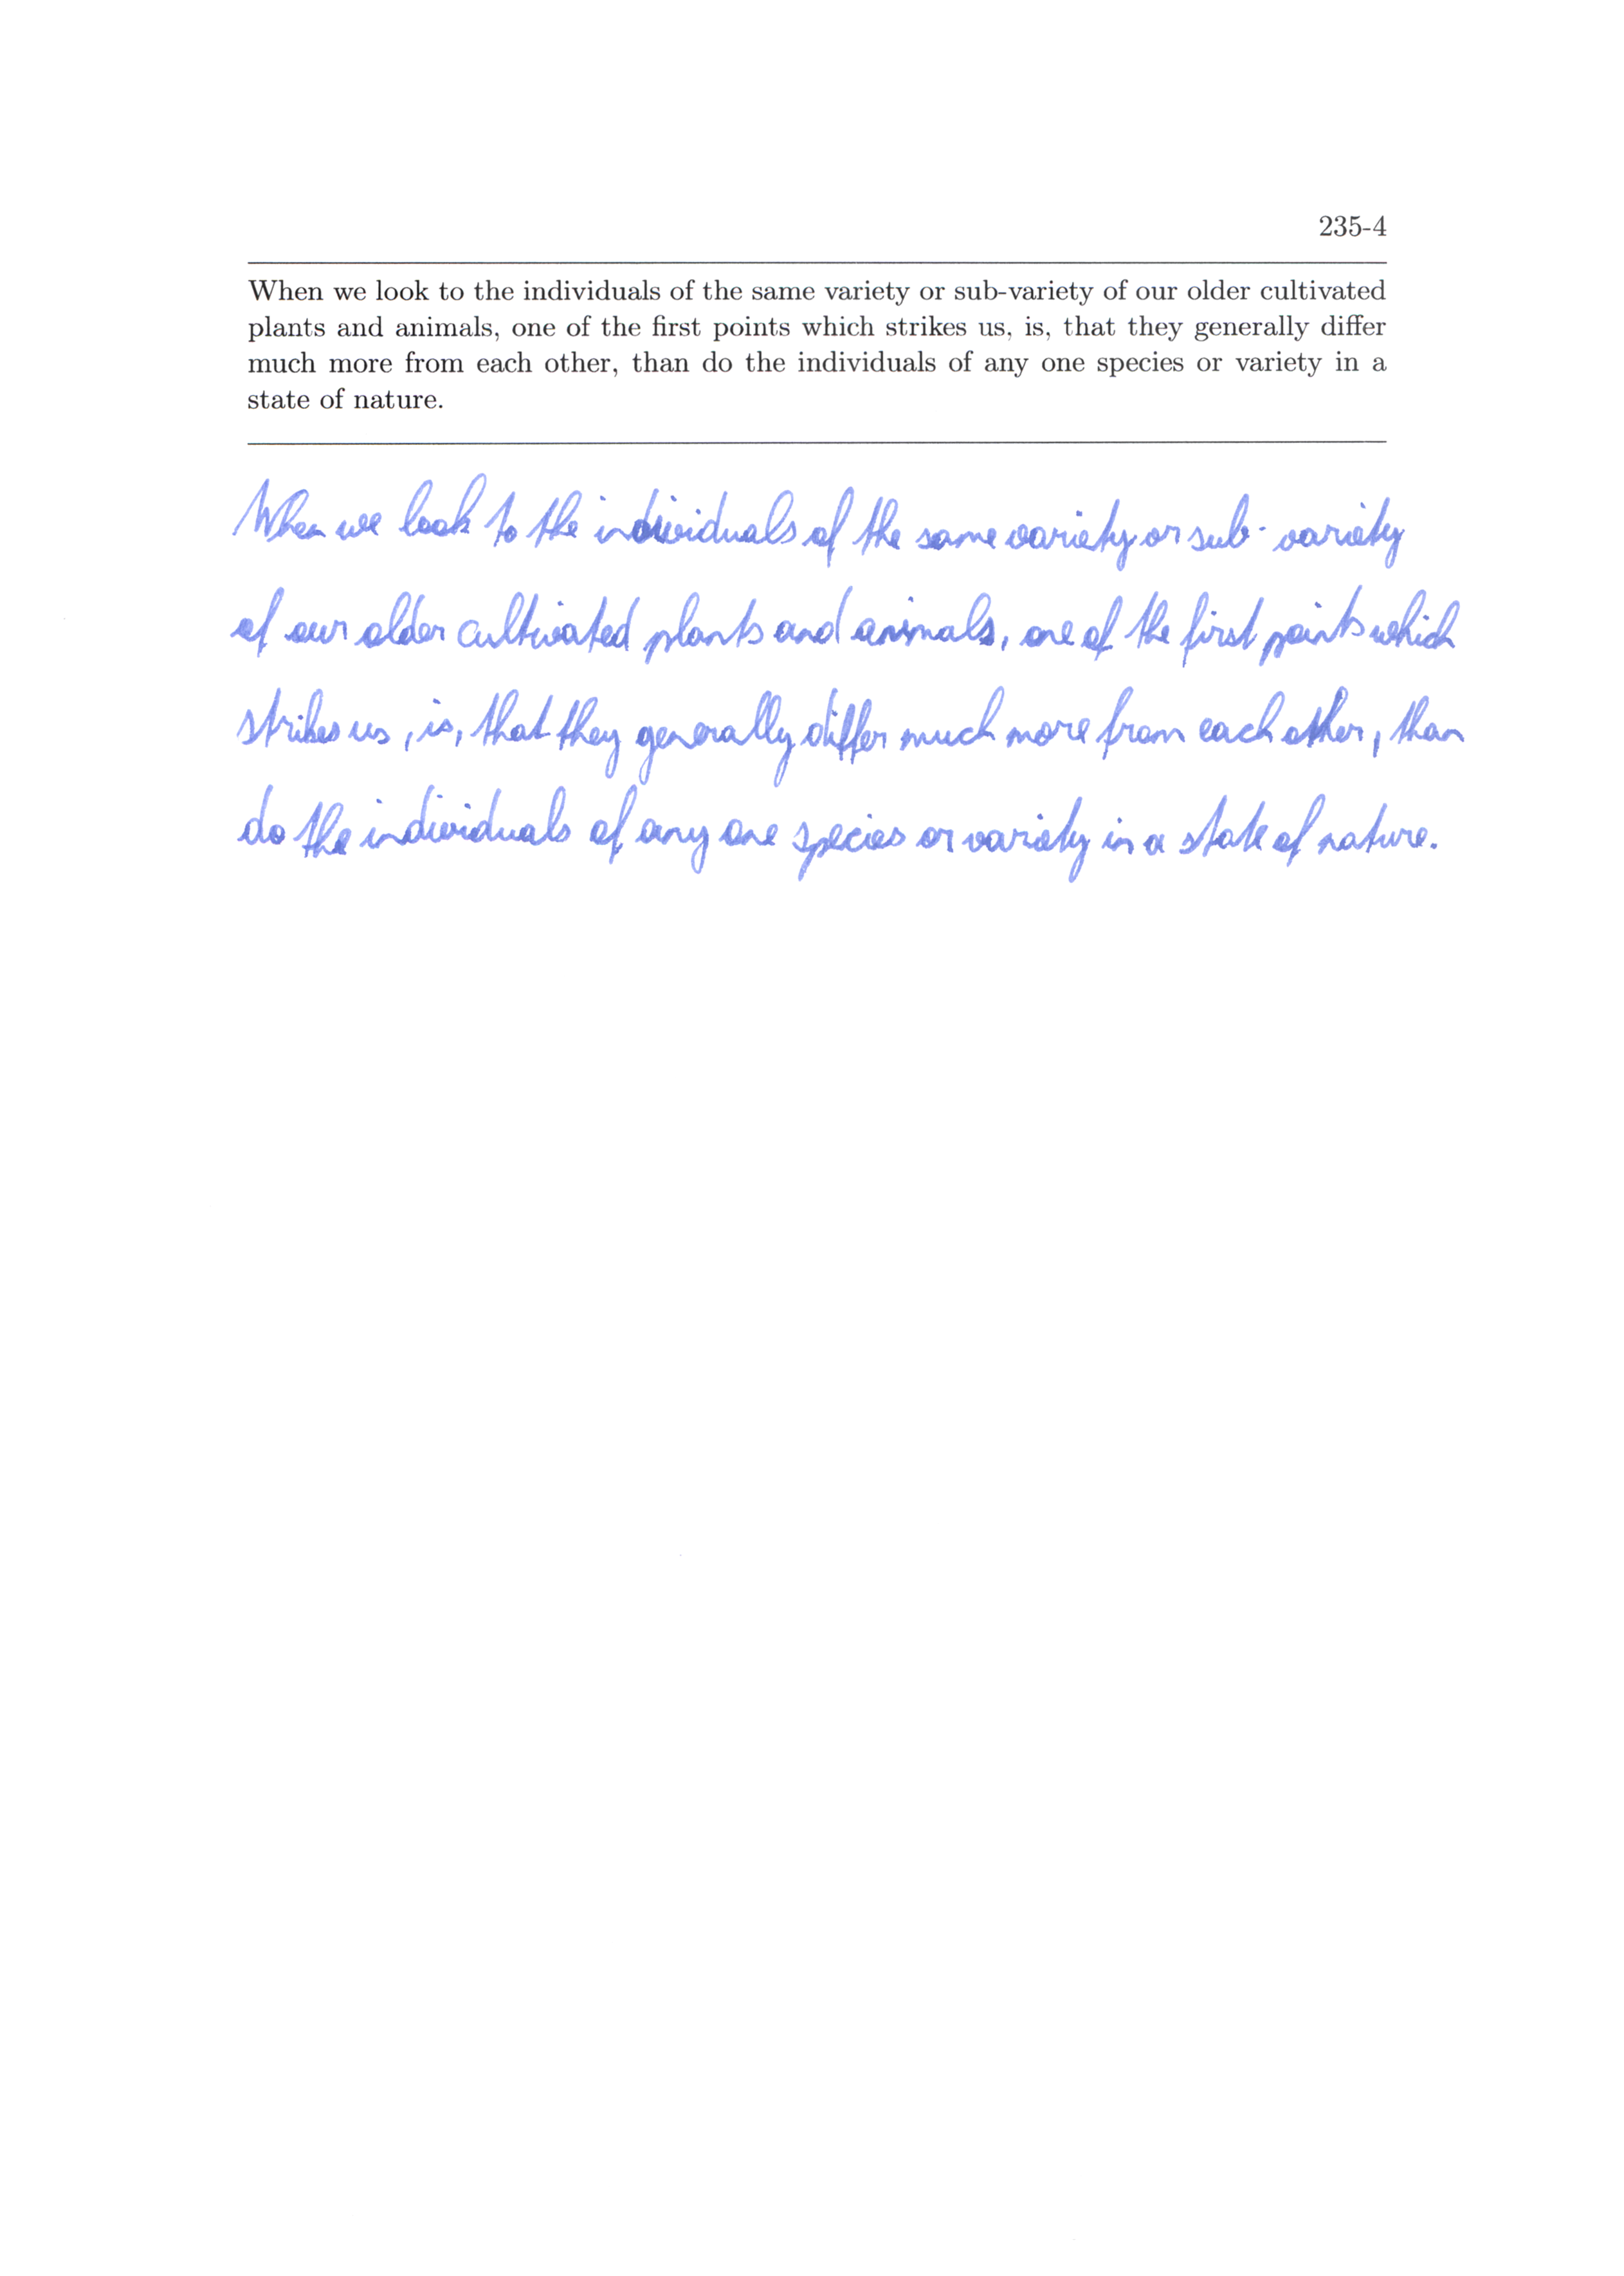 235-4
When we look to the individuals of the same variety or sub-variety of our older cultivated
plants and animals, one of the first points which strikes us, is, that they generally differ
much more from each other, than do the individuals of any one species or variety in a
state of nature.
When we look to the individuals of the same variety or sub-variety
of our older cultivated plants and animals, one of the first points which
strikes us, is, that they generally differ much more from each other, than
do the individuals of any one species or variety in a state of nature.